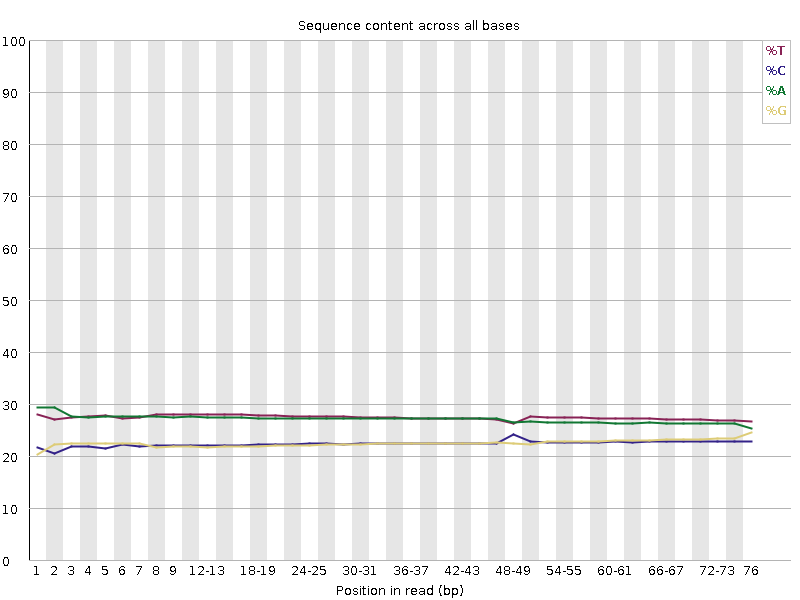 Sequence content across all bases
%T
%C
%A
%G
100
90
80
70
60
50
40
30
20
10
0
1 2 3 4 5 6 7 8 9 12-13 18-19 24-25 30-31 36-37 42-43 48-49 54-55 60-61 66-67 72-73 76
Position in read (bp)